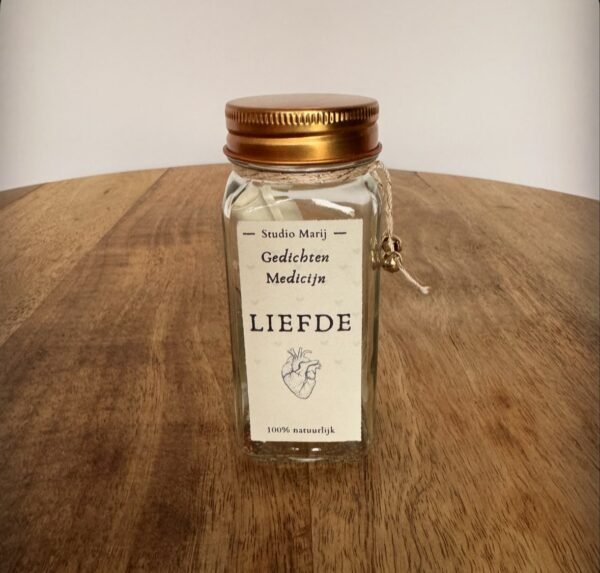 — Studio Marij —
Gedichten
Medicijn
LIEFDE
100% natuurlijk